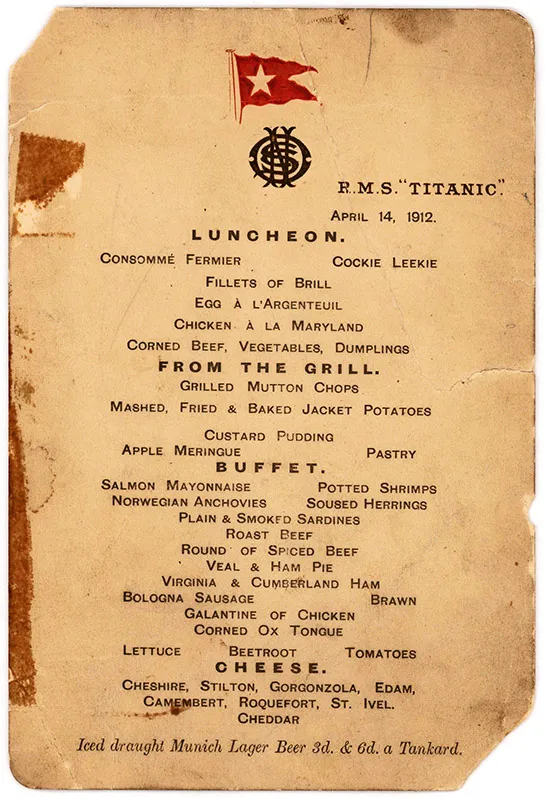 R.M.S. "TITANIC."
APRIL 14, 1912.
LUNCHEON.
CONSOMMÉ FERMIER COCKIE LEEKIE
FILLETS OF BRILL
EGG À L'ARGENTEUIL
CHICKEN À LA MARYLAND
CORNED BEEF, VEGETABLES, DUMPLINGS
FROM THE GRILL.
GRILLED MUTTON CHOPS
MASHED, FRIED & BAKED JACKET POTATOES
CUSTARD PUDDING
APPLE MERINGUE PASTRY
BUFFET.
SALMON MAYONNAISE POTTED SHRIMPS
NORWEGIAN ANCHOVIES SOUSED HERRINGS
PLAIN & SMOKED SARDINES
ROAST BEEF
ROUND OF SPICED BEEF
VEAL & HAM PIE
VIRGINIA & CUMBERLAND HAM
BOLOGNA SAUSAGE BRAWN
GALANTINE OF CHICKEN
CORNED OX TONGUE
LETTUCE BEETROOT TOMATOES
CHEESE.
CHESHIRE, STILTON, GORGONZOLA, EDAM,
CAMEMBERT, ROQUEFORT, ST. IVEL.
CHEDDAR
Iced draught Munich Lager Beer 3d. & 6d. a Tankard.